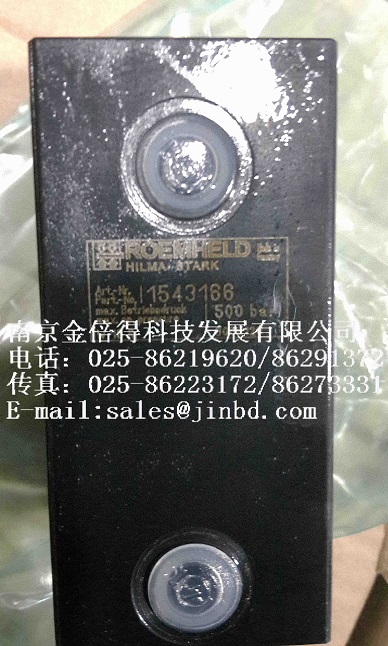 ROEMHELD
HILMA ▪ STARK
Art-Nr.
Part-No. 1543166
max. Betriebsdruck 500 bar
南京金倍得科技发展有限公司
电话：025-86219620/86291372
传真：025-86223172/86273331
E-mail:sales@jinbd.com